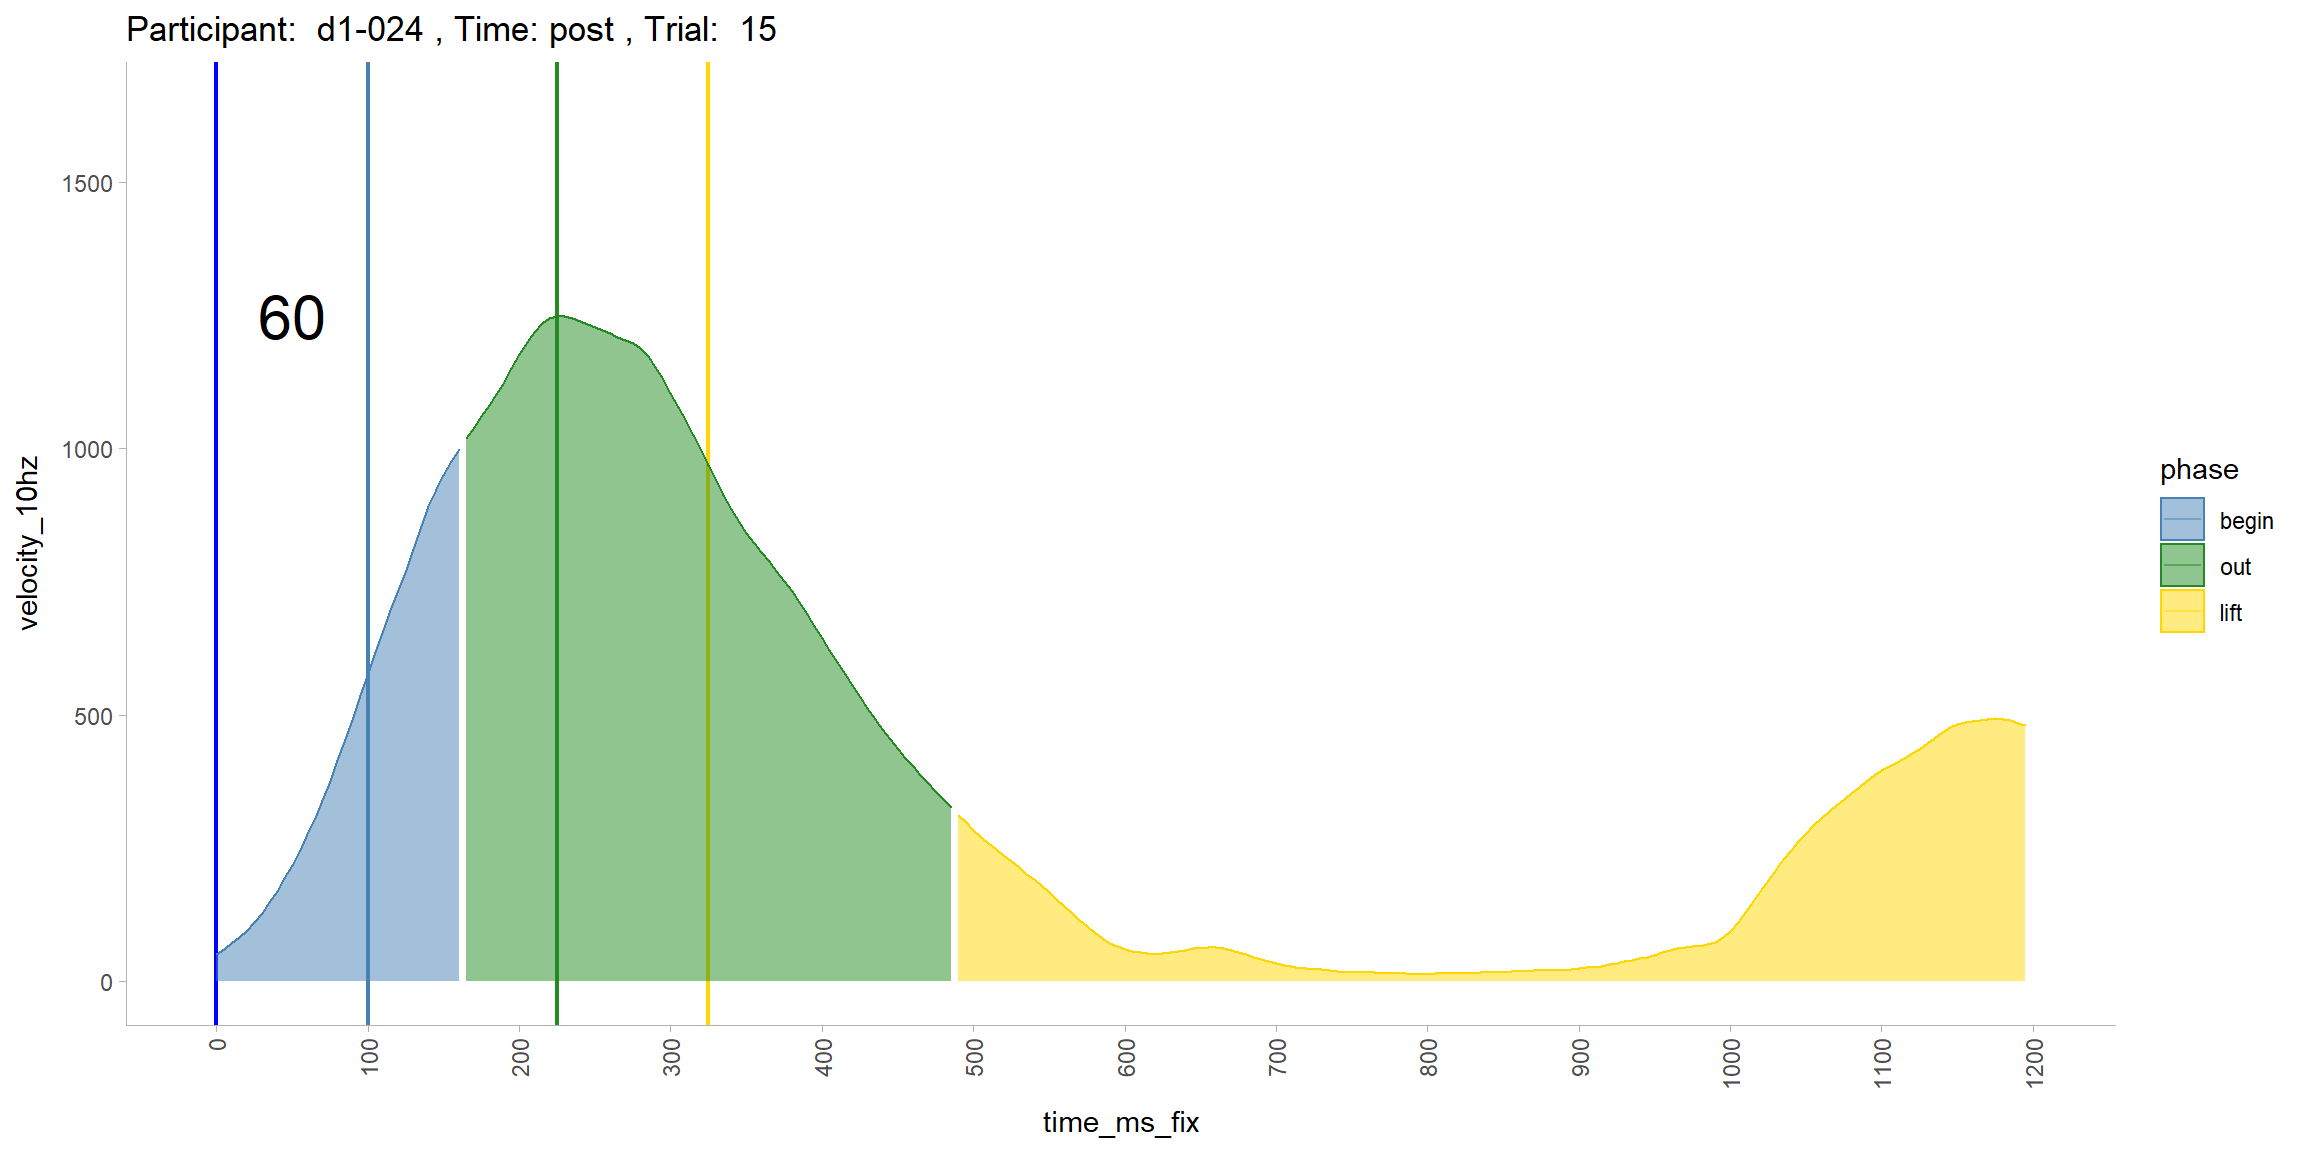 Participant:  d1-024 , Time: post , Trial:  15
velocity_10hz
1500
1000
500
0
60
0
100
200
300
400
500
600
700
800
900
1000
1100
1200
time_ms_fix
phase
begin
out
lift